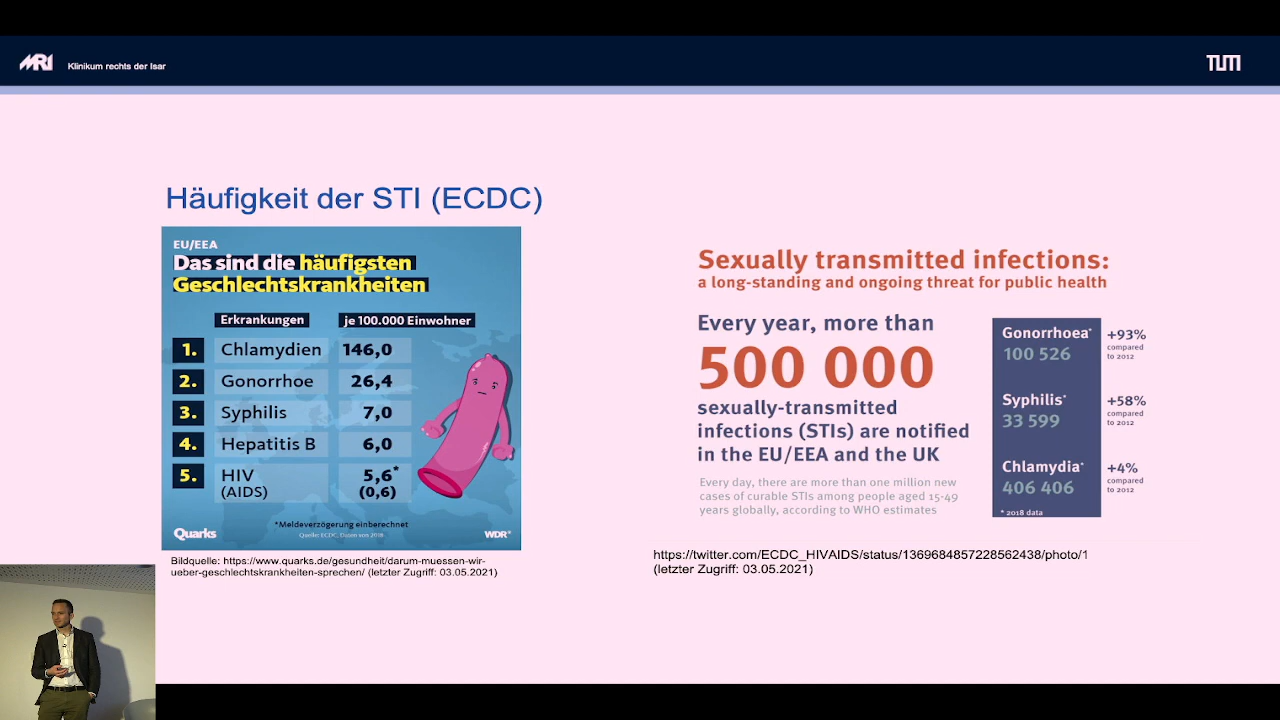 MRI
Klinikum rechts der Isar
TUM
Häufigkeit der STI (ECDC)
EU/EEA
Das sind die häufigsten
Geschlechtskrankheiten
Erkrankungen
je 100.000 Einwohner
1. Chlamydien 146,0
2. Gonorrhoe 26,4
3. Syphilis 7,0
4. Hepatitis B 6,0
5. HIV 5,6*
(AIDS) (0,6)
*Meldeverzögerung einberechnet
Quelle: ECDC, Daten von 2018
Quarks
WDR
Bildquelle: https://www.quarks.de/gesundheit/darum-muessen-wir-
ueber-geschlechtskrankheiten-sprechen/ (letzter Zugriff: 03.05.2021)
Sexually transmitted infections:
a long-standing and ongoing threat for public health
Every year, more than
500 000
sexually-transmitted
infections (STIs) are notified
in the EU/EEA and the UK
Every day, there are more than one million new
cases of curable STIs among people aged 15-49
years globally, according to WHO estimates
Gonorrhoea*
100 526
+93%
compared
to 2012
Syphilis*
33 599
+58%
compared
to 2012
Chlamydia*
406 406
+4%
compared
to 2012
* 2018 data
https://twitter.com/ECDC_HIVAIDS/status/1369684857228562438/photo/1
(letzter Zugriff: 03.05.2021)